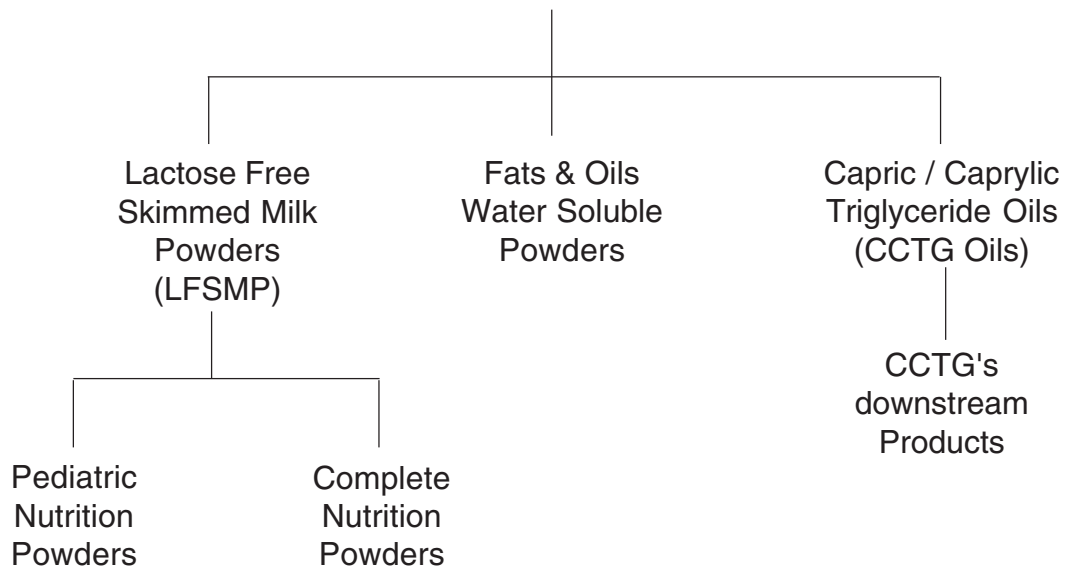 Lactose Free
Skimmed Milk
Powders
(LFSMP)
Fats & Oils
Water Soluble
Powders
Capric / Caprylic
Triglyceride Oils
(CCTG Oils)
CCTG's
downstream
Products
Pediatric
Nutrition
Powders
Complete
Nutrition
Powders